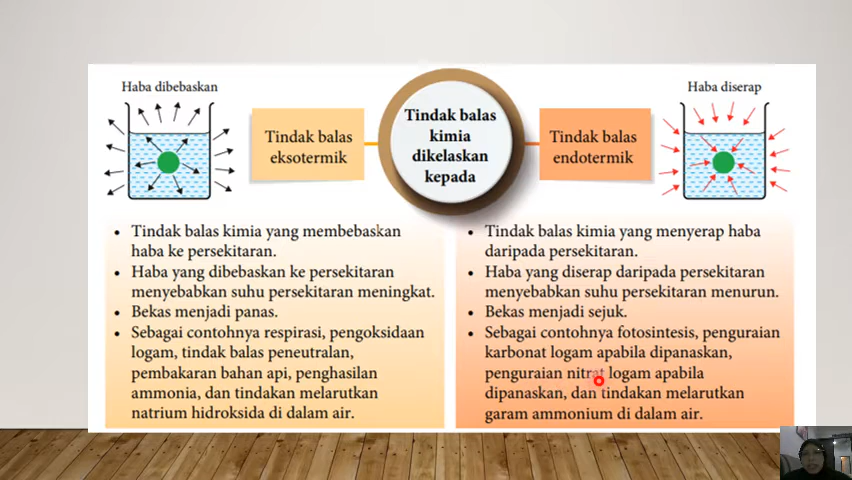 Haba dibebaskan
Tindak balas
eksotermik
Tindak balas
kimia
dikelaskan
kepada
Tindak balas
endotermik
Haba diserap
• Tindak balas kimia yang membebaskan
haba ke persekitaran.
• Haba yang dibebaskan ke persekitaran
menyebabkan suhu persekitaran meningkat.
• Bekas menjadi panas.
• Sebagai contohnya respirasi, pengoksidaan
logam, tindak balas peneutralan,
pembakaran bahan api, penghasilan
ammonia, dan tindakan melarutkan
natrium hidroksida di dalam air.
• Tindak balas kimia yang menyerap haba
daripada persekitaran.
• Haba yang diserap daripada persekitaran
menyebabkan suhu persekitaran menurun.
• Bekas menjadi sejuk.
• Sebagai contohnya fotosintesis, penguraian
karbonat logam apabila dipanaskan,
penguraian nitrat logam apabila
dipanaskan, dan tindakan melarutkan
garam ammonium di dalam air.